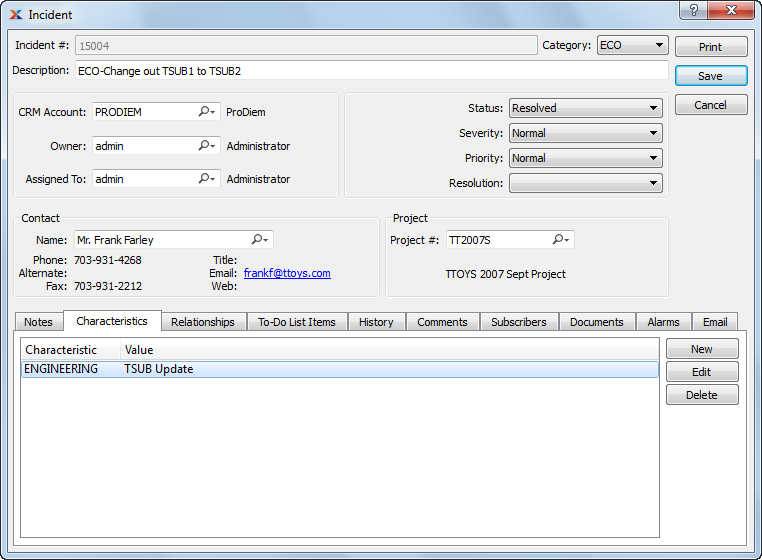 Incident
Incident #: 15004 Category: ECO Print
Description: ECO-Change out TSUB1 to TSUB2 Save
Cancel
CRM Account: PRODIEM ProDiem Status: Resolved
Owner: admin Administrator Severity: Normal
Assigned To: admin Administrator Priority: Normal
Resolution:
Contact Project
Name: Mr. Frank Farley Project #: TT2007S
Phone: 703-931-4268 Title:
Alternate: Email: frankf@ttoys.com TTOYS 2007 Sept Project
Fax: 703-931-2212 Web:
Notes Characteristics Relationships To-Do List Items History Comments Subscribers Documents Alarms Email
Characteristic Value New
ENGINEERING TSUB Update Edit
Delete